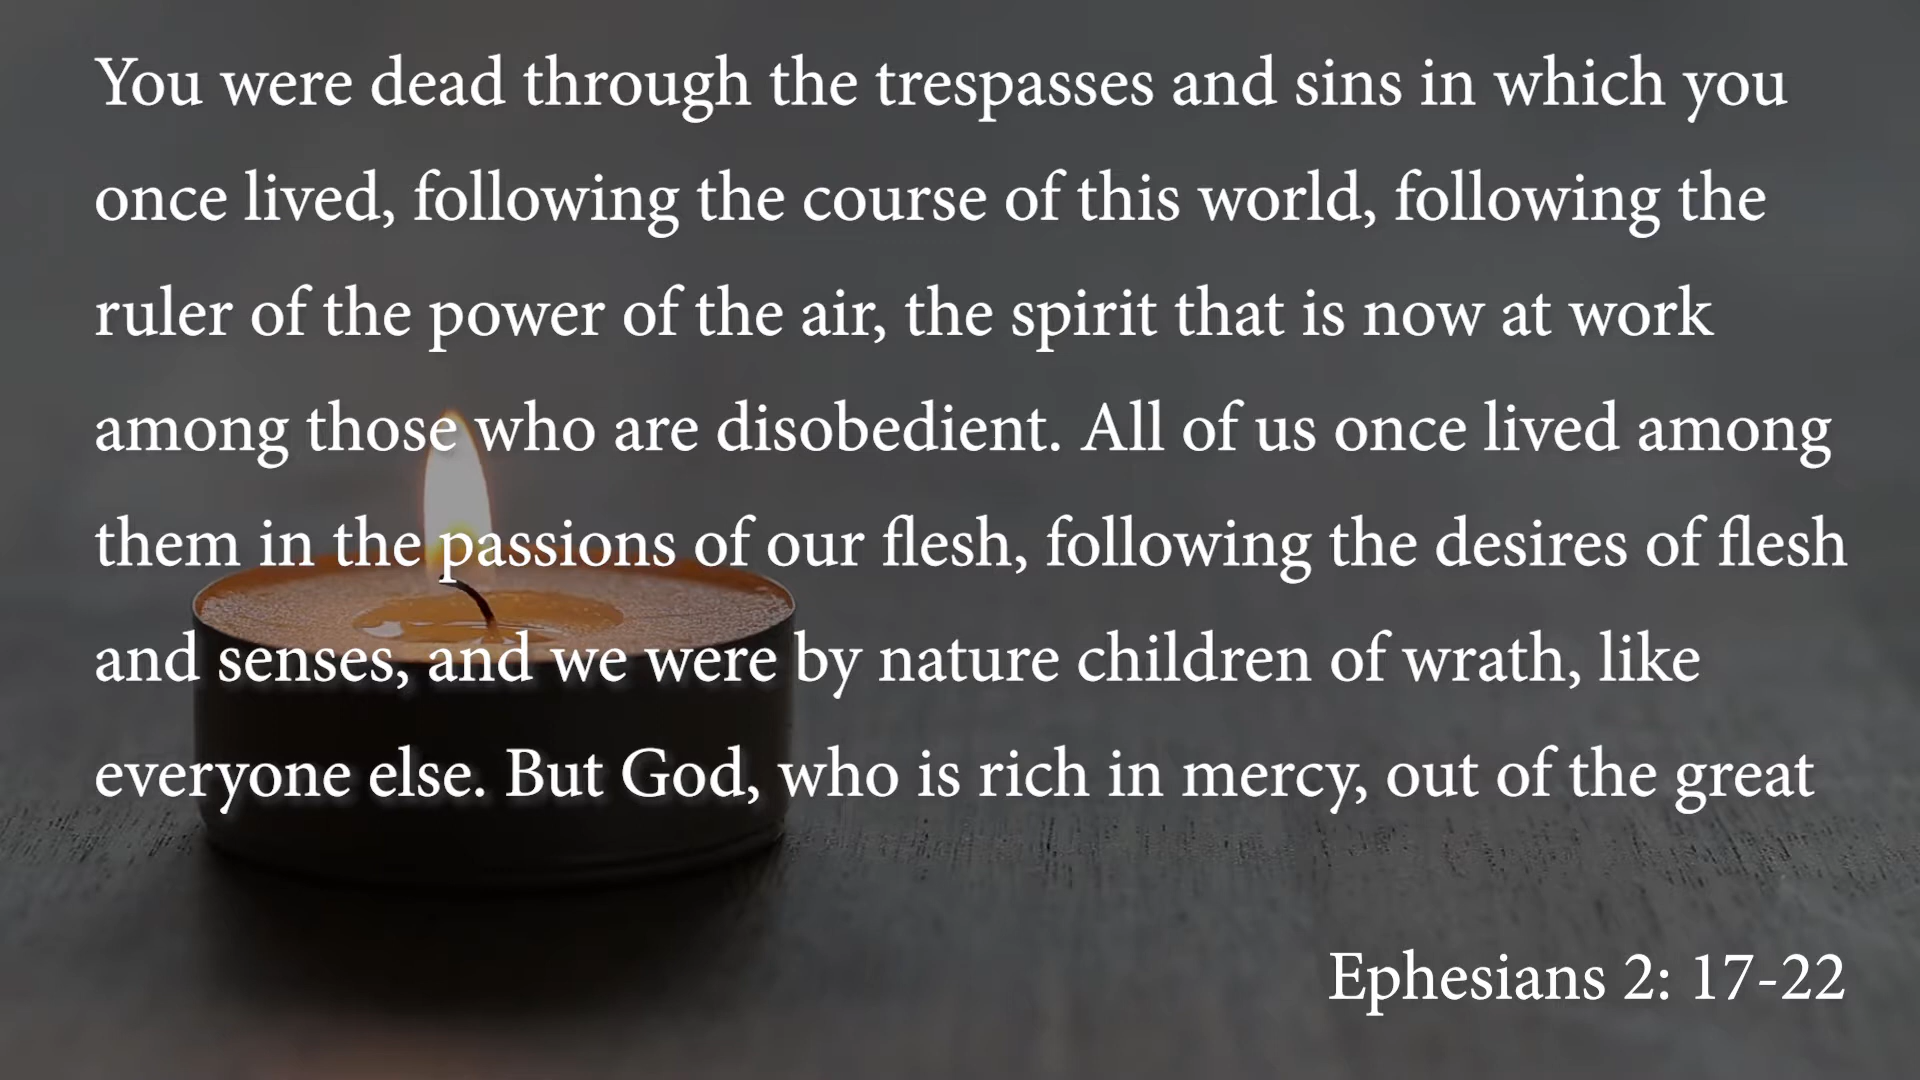 You were dead through the trespasses and sins in which you
once lived, following the course of this world, following the
ruler of the power of the air, the spirit that is now at work
among those who are disobedient. All of us once lived among
them in the passions of our flesh, following the desires of flesh
and senses, and we were by nature children of wrath, like
everyone else. But God, who is rich in mercy, out of the great
Ephesians 2: 17-22